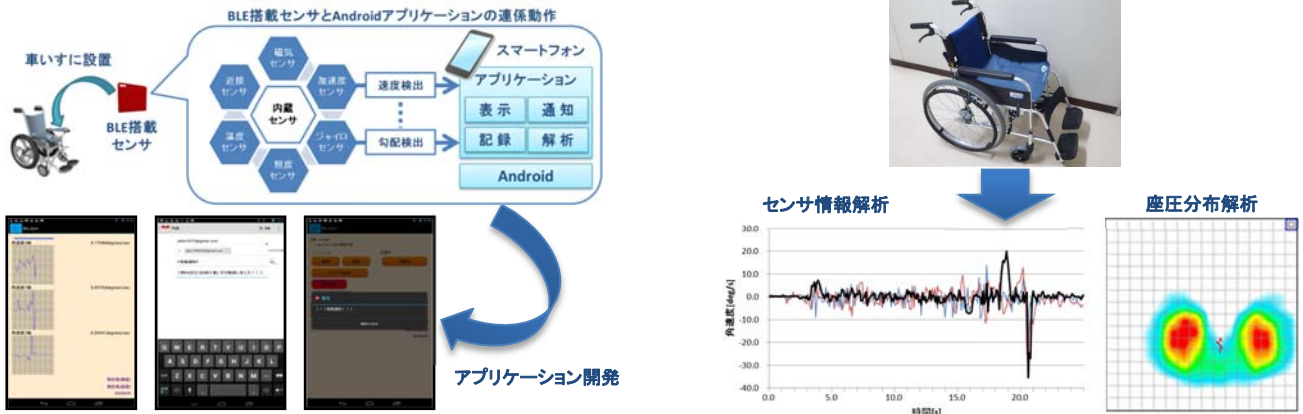 BLE搭載センサとAndroidアプリケーションの連係動作
車いすに設置
BLE搭載
センサ
磁気
センサ
近接
センサ
加速度
センサ
内蔵
センサ
温度
センサ
ジャイロ
センサ
照度
センサ
速度検出
勾配検出
スマートフォン
アプリケーション
表示
通知
記録
解析
Android
Q W E R T Y U I O P
A S D F G H J K L
Z X C V B N M
アプリケーション開発
センサ情報解析
座圧分布解析
角速度[deg/s]
30.0
20.0
10.0
0.0
-10.0
-20.0
-30.0
-40.0
0.0 5.0 10.0 15.0 20.0
時間[s]